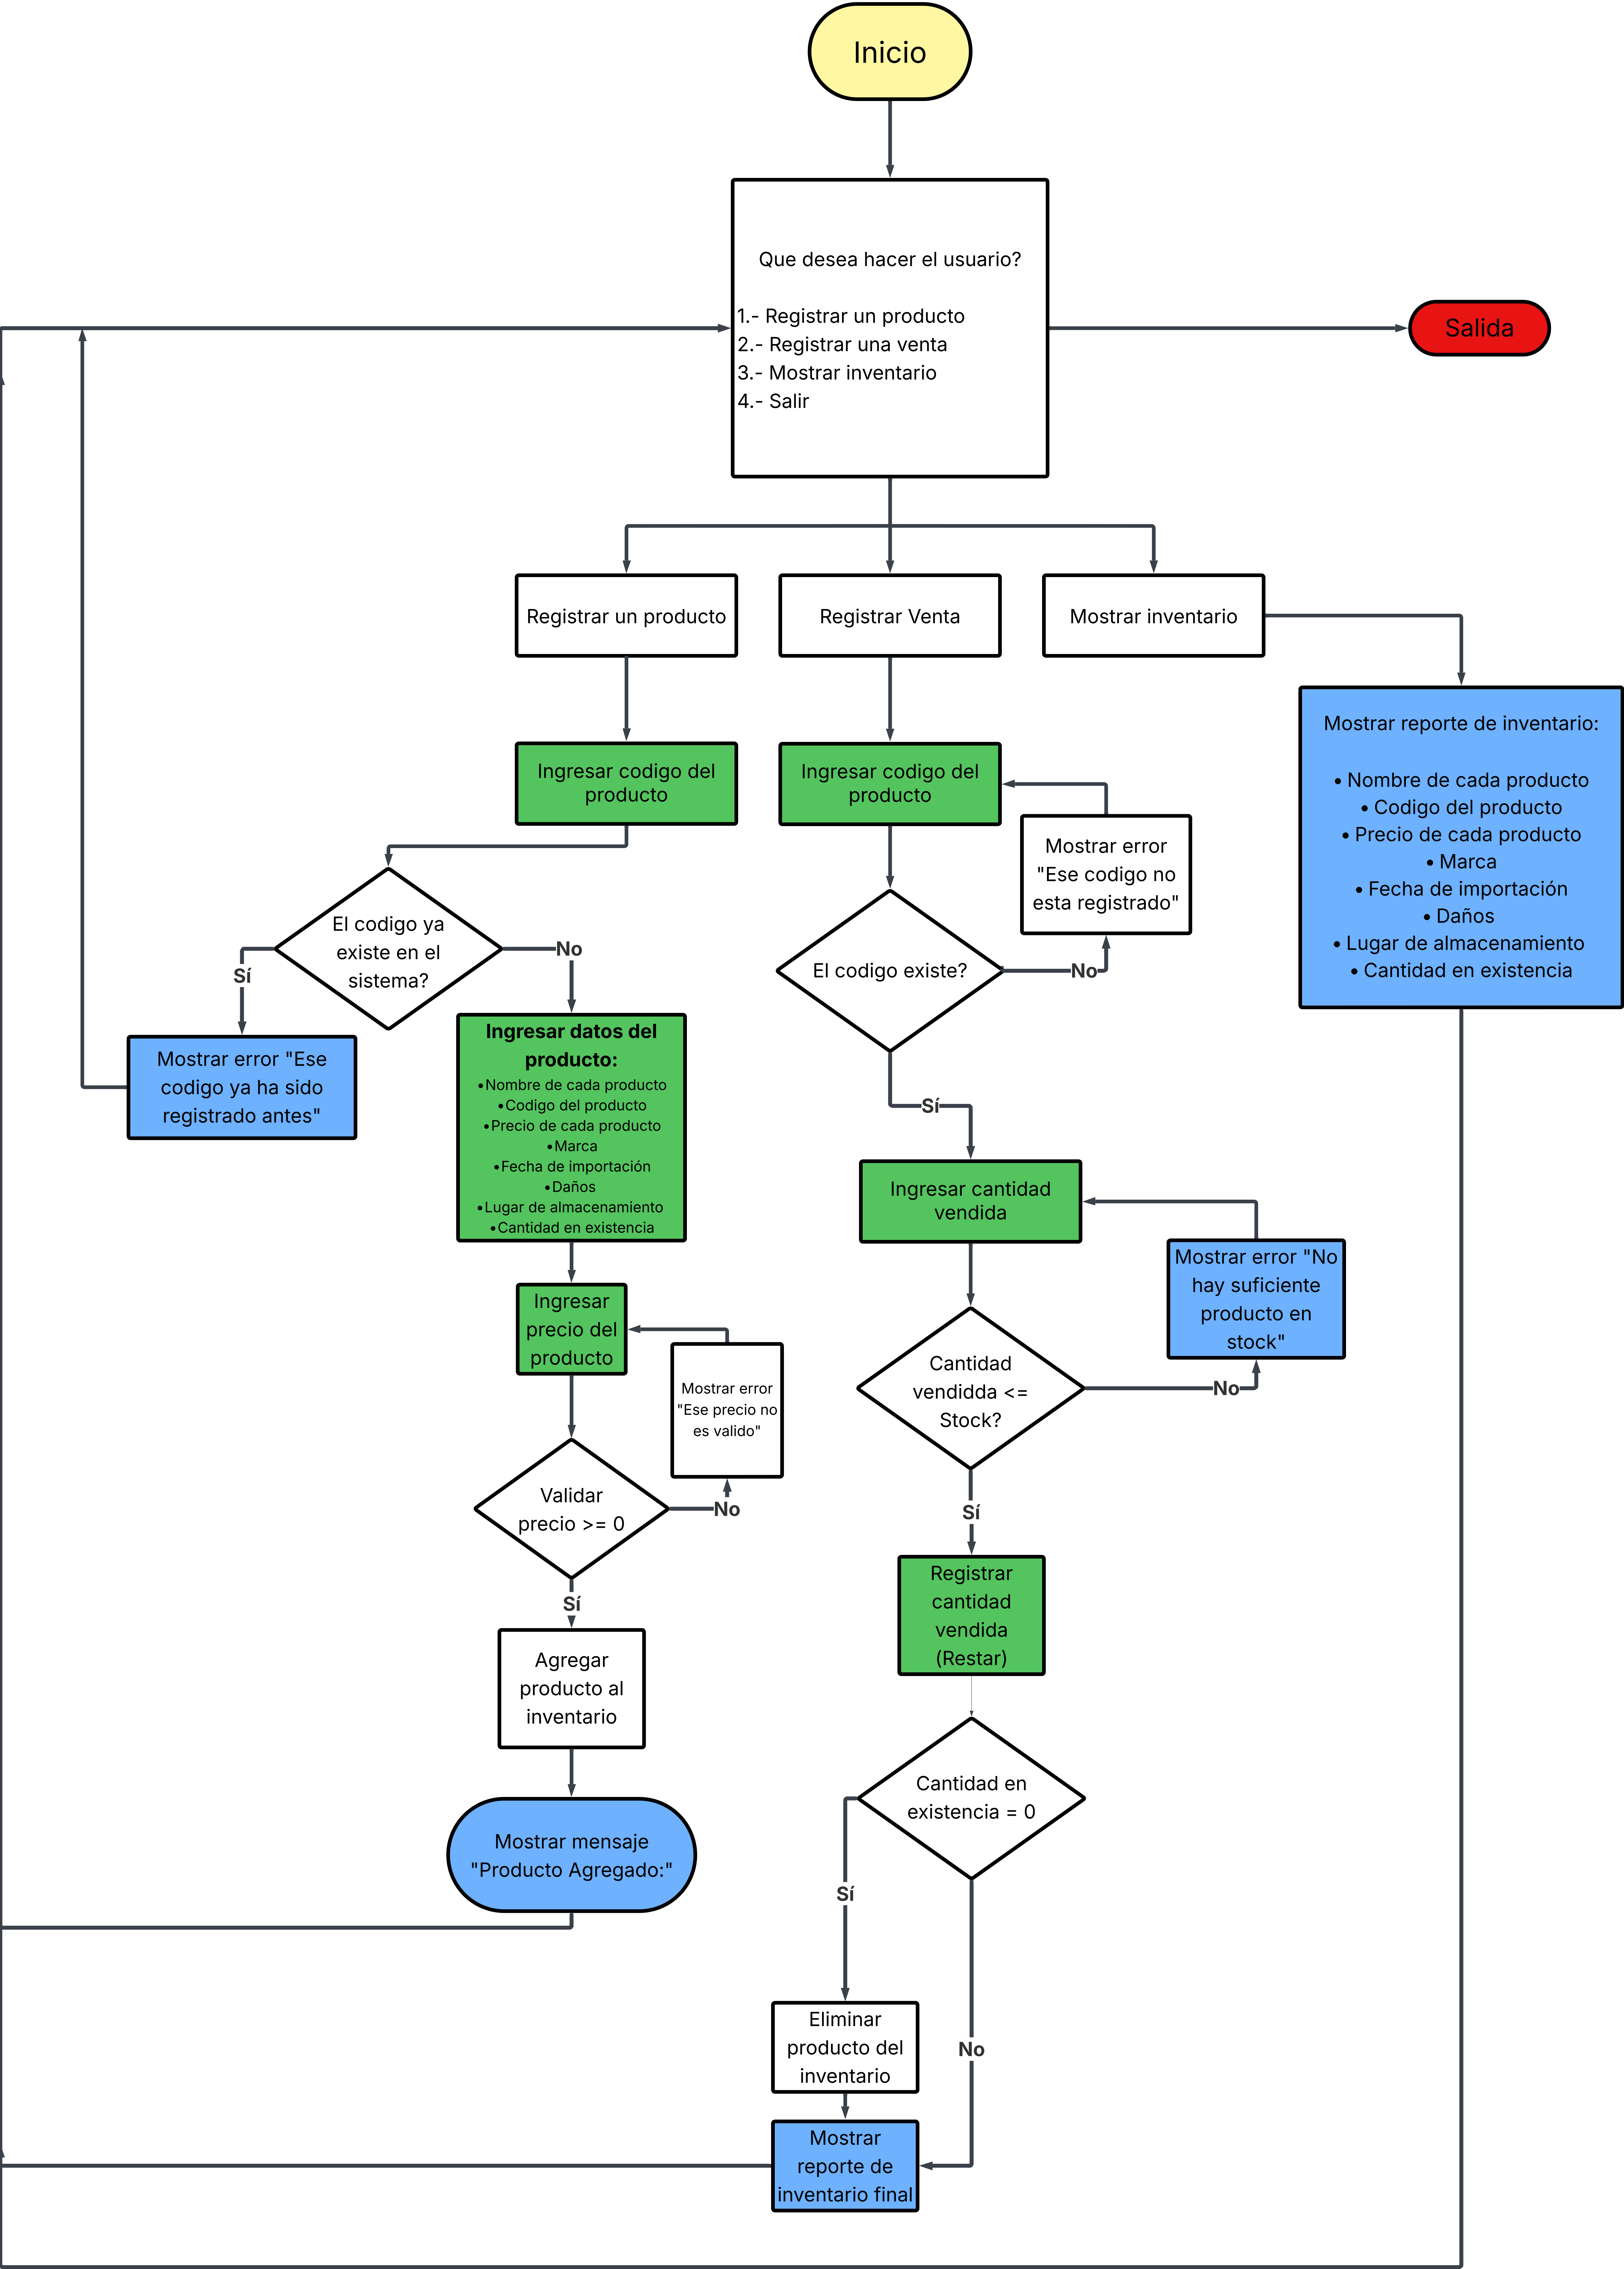 Inicio
Que desea hacer el usuario?
1.- Registrar un producto
2.- Registrar una venta
3.- Mostrar inventario
4.- Salir
Salida
Registrar un producto
Registrar Venta
Mostrar inventario
Mostrar reporte de inventario:
• Nombre de cada producto
• Codigo del producto
• Precio de cada producto
• Marca
• Fecha de importación
• Daños
• Lugar de almacenamiento
• Cantidad en existencia
Ingresar codigo del
producto
Ingresar codigo del
producto
Mostrar error
"Ese codigo no
esta registrado"
El codigo ya
existe en el
sistema?
Sí
No
El codigo existe?
No
Sí
Mostrar error "Ese
codigo ya ha sido
registrado antes"
Ingresar datos del
producto:
• Nombre de cada producto
• Codigo del producto
• Precio de cada producto
• Marca
• Fecha de importación
• Daños
• Lugar de almacenamiento
• Cantidad en existencia
Ingresar cantidad
vendida
Mostrar error "No
hay suficiente
producto en
stock"
Ingresar
precio del
producto
Mostrar error
"Ese precio no
es valido"
Cantidad
vendidda <=
Stock?
No
Sí
Validar
precio >= 0
No
Sí
Registrar
cantidad
vendida
(Restar)
Agregar
producto al
inventario
Cantidad en
existencia = 0
Mostrar mensaje
"Producto Agregado:"
Sí
No
Eliminar
producto del
inventario
Mostrar
reporte de
inventario final